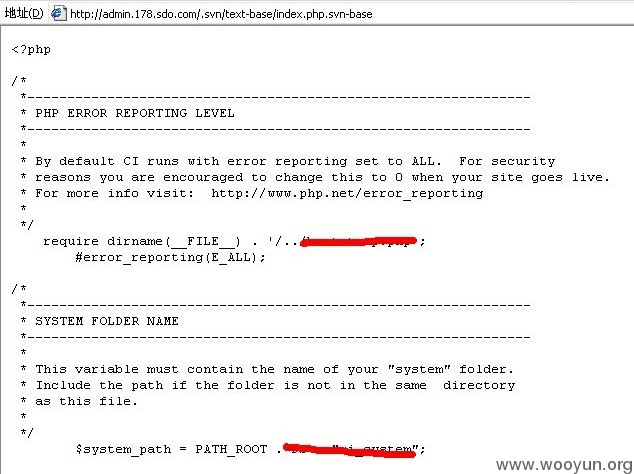 地址(D) http://admin.178.sdo.com/.svn/text-base/index.php.svn-base
<?php
/*
*---------------------------------------------------------------
* PHP ERROR REPORTING LEVEL
*---------------------------------------------------------------
*
* By default CI runs with error reporting set to ALL.  For security
* reasons you are encouraged to change this to 0 when your site goes live.
* For more info visit:  http://www.php.net/error_reporting
*
*/
require dirname(__FILE__) . '/../ ;
#error_reporting(E_ALL);
/*
*---------------------------------------------------------------
* SYSTEM FOLDER NAME
*---------------------------------------------------------------
*
* This variable must contain the name of your "system" folder.
* Include the path if the folder is not in the same  directory
* as this file.
*
*/
$system_path = PATH_ROOT . ";
www.wooyun.org